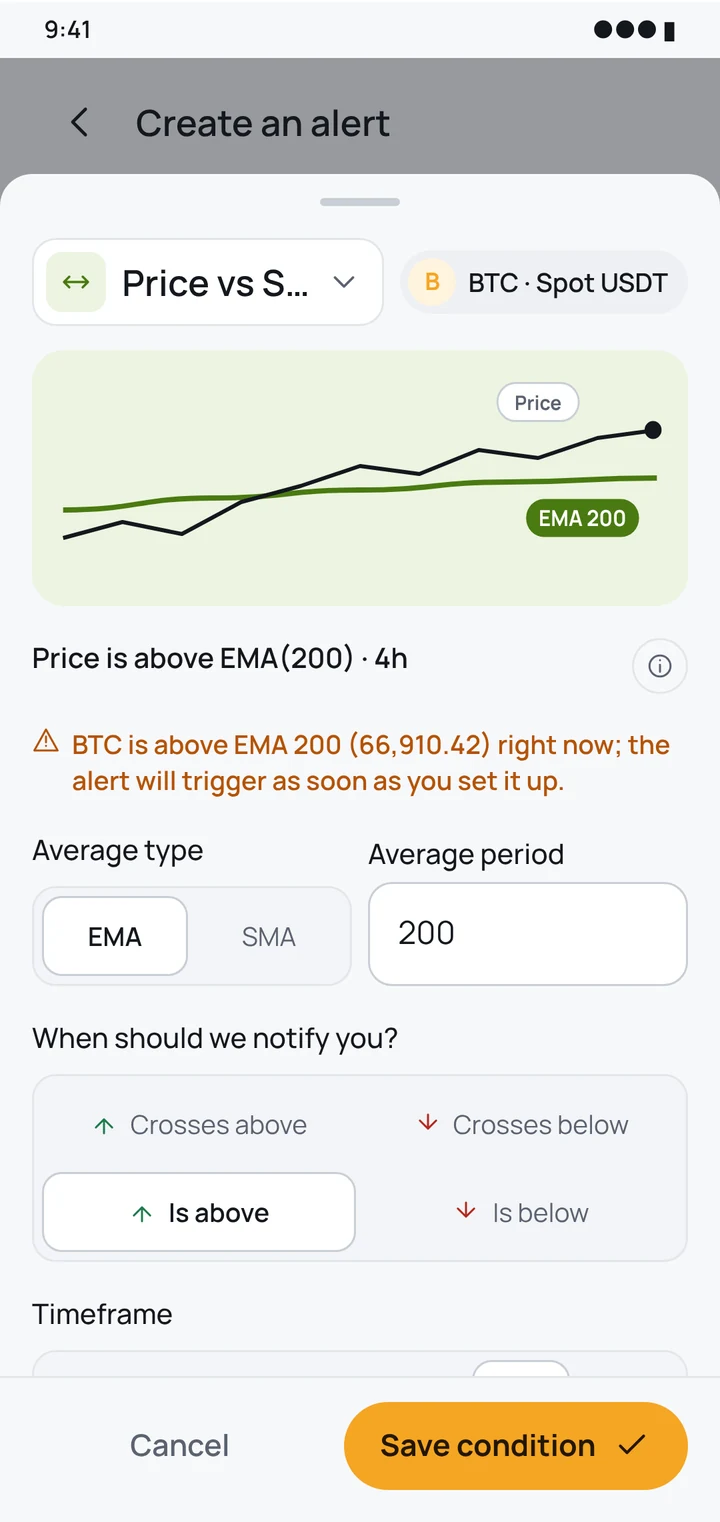 9:41
Create an alert
Price vs S...
B BTC · Spot USDT
Price
EMA 200
Price is above EMA(200) · 4h
BTC is above EMA 200 (66,910.42) right now; the
alert will trigger as soon as you set it up.
Average type
Average period
EMA
SMA
200
When should we notify you?
Crosses above
Crosses below
Is above
Is below
Timeframe
Cancel
Save condition